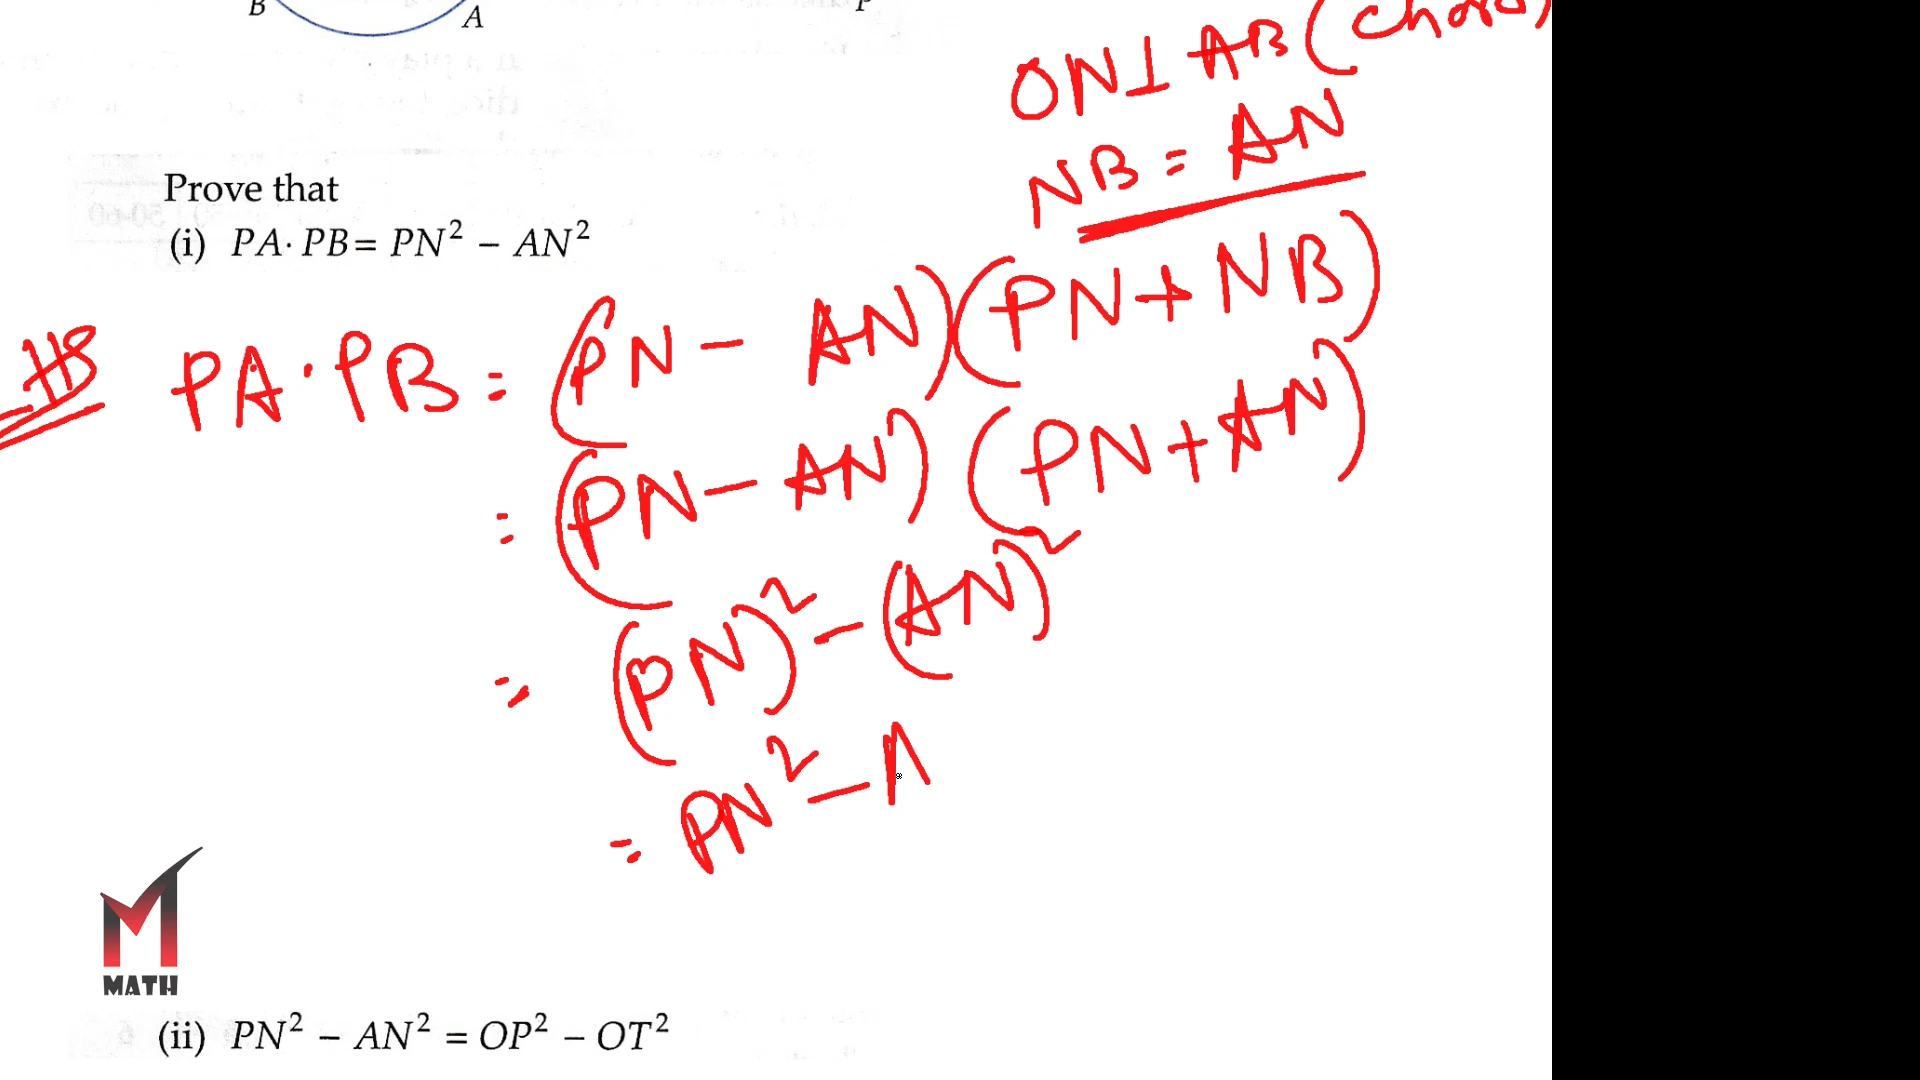 B
A
P
ON⊥AB (chord)
NB = AN
Prove that
(i) PA· PB = PN² – AN²
LHS PA·PB = (PN – AN)(PN + NB)
= (PN – AN) (PN + AN)
= (PN)² – (AN)²
= PN² – A
MATH
(ii) PN² – AN² = OP² – OT²